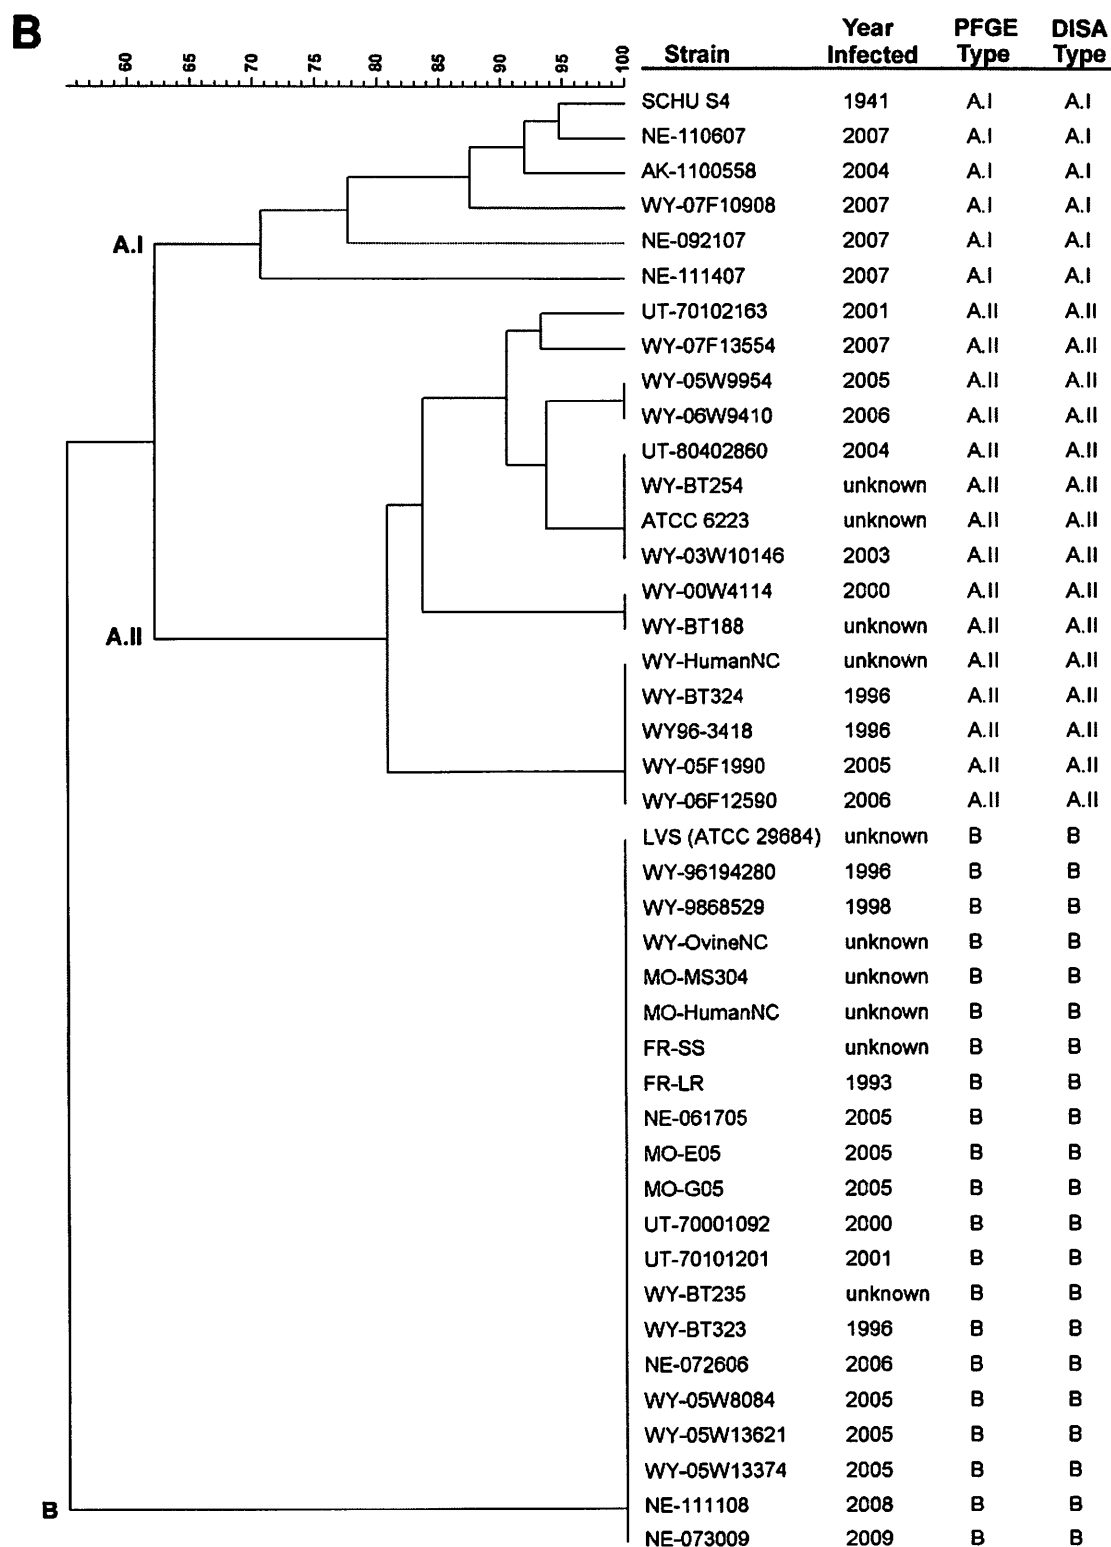 B
Year PFGE DISA
60 65 70 75 80 85 90 95 100 Strain Infected Type Type
SCHU S4 1941 A.I A.I
NE-110607 2007 A.I A.I
AK-1100558 2004 A.I A.I
WY-07F10908 2007 A.I A.I
A.I NE-092107 2007 A.I A.I
NE-111407 2007 A.I A.I
UT-70102163 2001 A.II A.II
WY-07F13554 2007 A.II A.II
WY-05W9954 2005 A.II A.II
WY-06W9410 2006 A.II A.II
UT-80402860 2004 A.II A.II
WY-BT254 unknown A.II A.II
ATCC 6223 unknown A.II A.II
WY-03W10146 2003 A.II A.II
WY-00W4114 2000 A.II A.II
A.II WY-BT188 unknown A.II A.II
WY-HumanNC unknown A.II A.II
WY-BT324 1996 A.II A.II
WY96-3418 1996 A.II A.II
WY-05F1990 2005 A.II A.II
WY-06F12590 2006 A.II A.II
LVS (ATCC 29684) unknown B B
WY-96194280 1996 B B
WY-9868529 1998 B B
WY-OvineNC unknown B B
MO-MS304 unknown B B
MO-HumanNC unknown B B
FR-SS unknown B B
FR-LR 1993 B B
NE-061705 2005 B B
MO-E05 2005 B B
MO-G05 2005 B B
UT-70001092 2000 B B
UT-70101201 2001 B B
WY-BT235 unknown B B
WY-BT323 1996 B B
NE-072606 2006 B B
WY-05W8084 2005 B B
WY-05W13621 2005 B B
WY-05W13374 2005 B B
B NE-111108 2008 B B
NE-073009 2009 B B